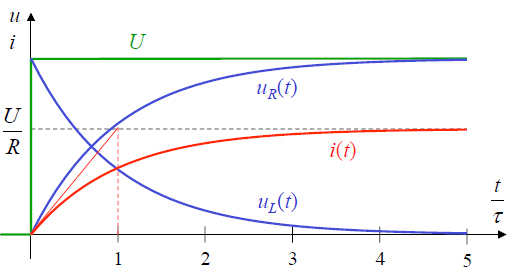 u
i
U
u_R(t)
U/R
i(t)
u_L(t)
t/τ
1 2 3 4 5